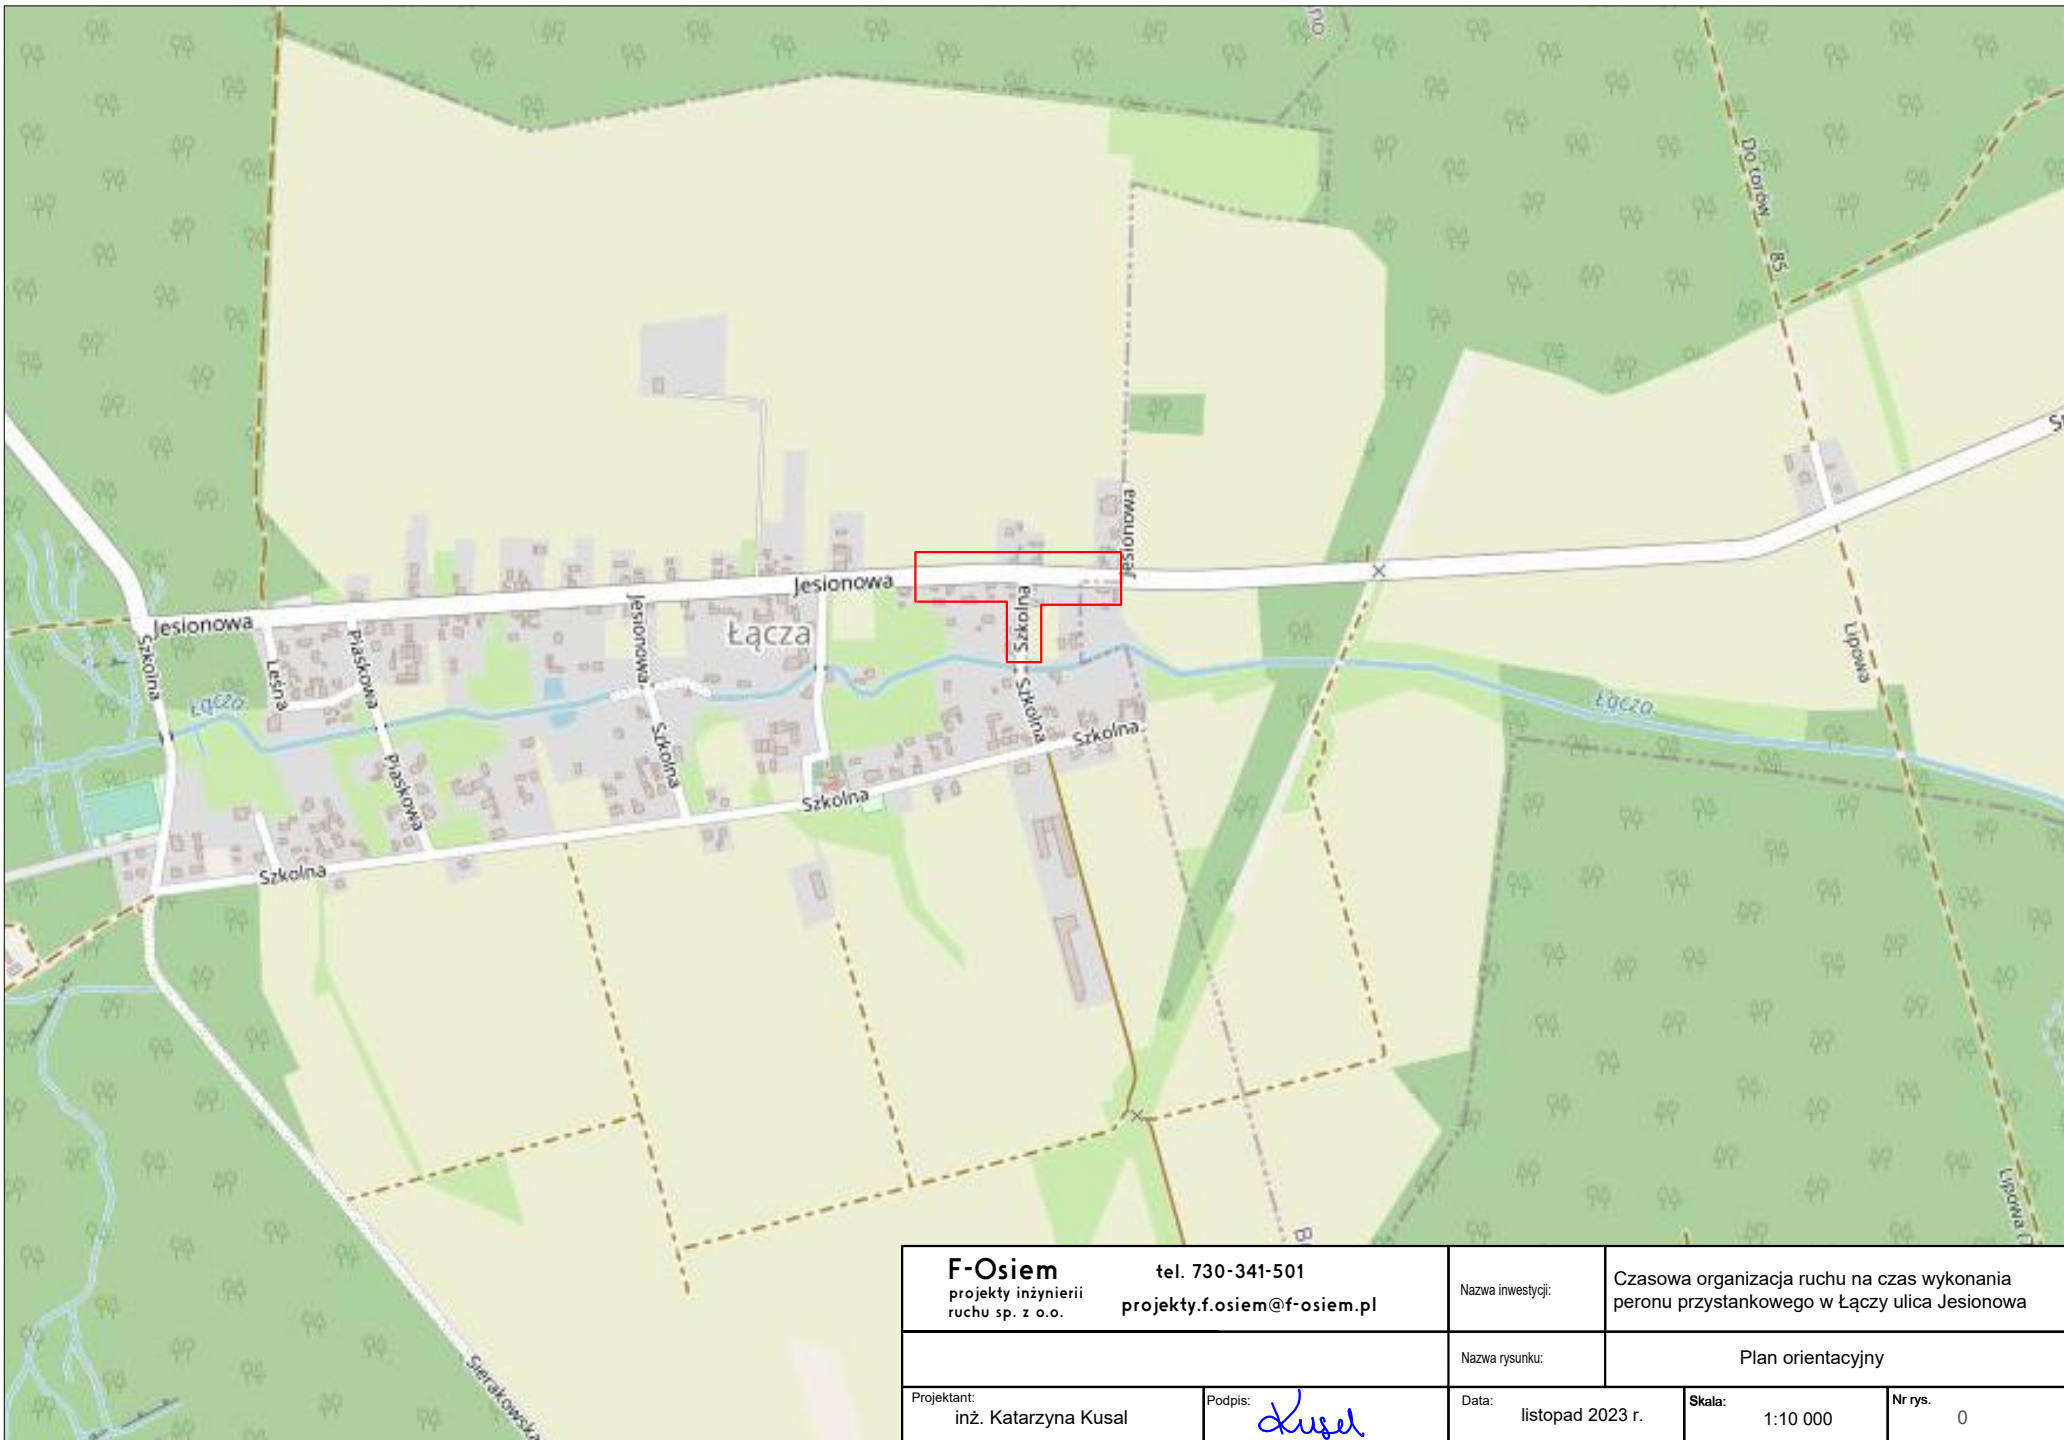 no
Do torów
85
Jesionowa
Jesionowa
Szkolna
Łącza
Jesionowa
Jesionowa
Szkolna
Leśna
Piaskowa
Łącza
Szkolna
Szkolna
Piaskowa
Szkolna
Szkolna
Szkolna
Szkolna
Łącza
Lipowa
Lipowa
Sierakowska
F-Osiem
projekty inżynierii
ruchu sp. z o.o.
tel. 730-341-501
projekty.f.osiem@f-osiem.pl
Nazwa inwestycji:
Czasowa organizacja ruchu na czas wykonania
peronu przystankowego w Łączy ulica Jesionowa
Nazwa rysunku:
Plan orientacyjny
Projektant:
inż. Katarzyna Kusal
Podpis:
Kusal
Data:
listopad 2023 r.
Skala:
1:10 000
Nr rys.
0